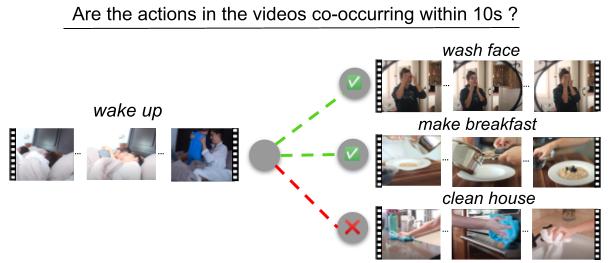 Are the actions in the videos co-occurring within 10s ?
wash face
wake up
make breakfast
clean house